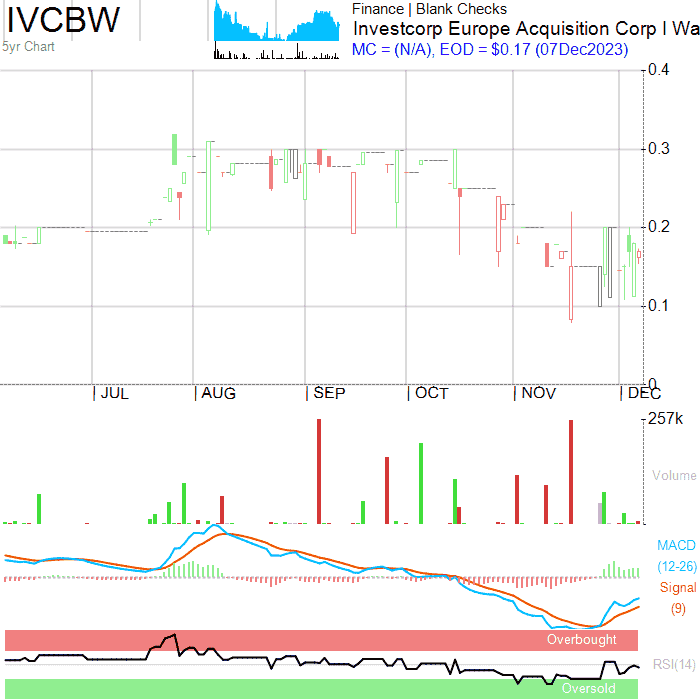 IVCBW
5yr Chart
Finance | Blank Checks
Investcorp Europe Acquisition Corp I Wa
MC = (N/A), EOD = $0.17 (07Dec2023)
0.4
0.3
0.2
0.1
0
JUL AUG SEP OCT NOV DEC
257k
Volume
MACD
(12-26)
Signal
(9)
Overbought
RSI(14)
Oversold